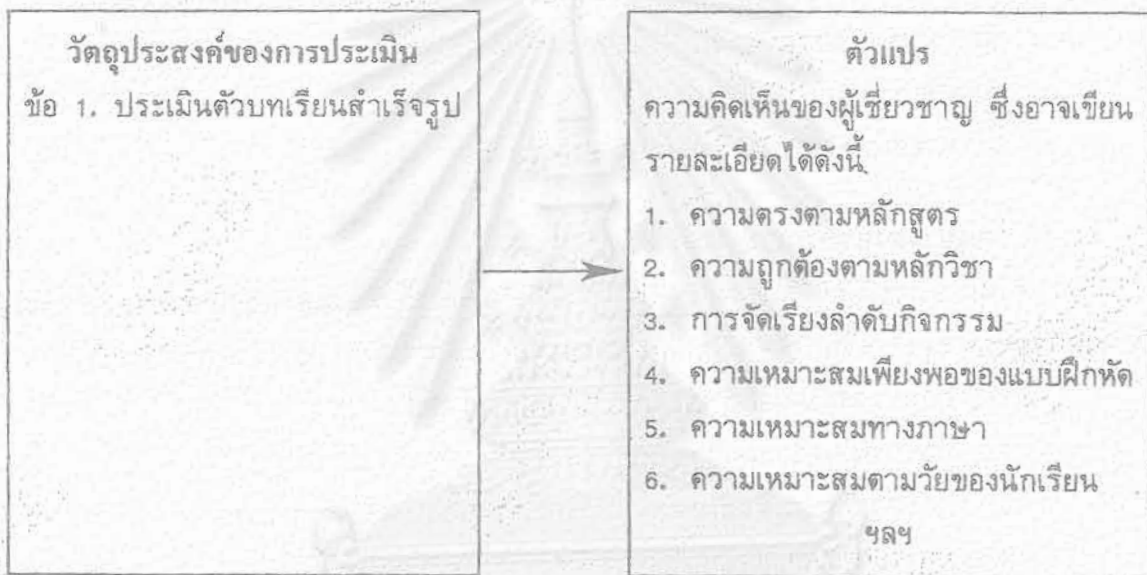 วัตถุประสงค์ของการประเมิน
ข้อ 1. ประเมินตัวบทเรียนสำเร็จรูป
ตัวแปร
ความคิดเห็นของผู้เชี่ยวชาญ ซึ่งอาจเขียน
รายละเอียดได้ดังนี้
1. ความตรงตามหลักสูตร
2. ความถูกต้องตามหลักวิชา
3. การจัดเรียงลำดับกิจกรรม
4. ความเหมาะสมเพียงพอของแบบฝึกหัด
5. ความเหมาะสมทางภาษา
6. ความเหมาะสมตามวัยของนักเรียน
ฯลฯ